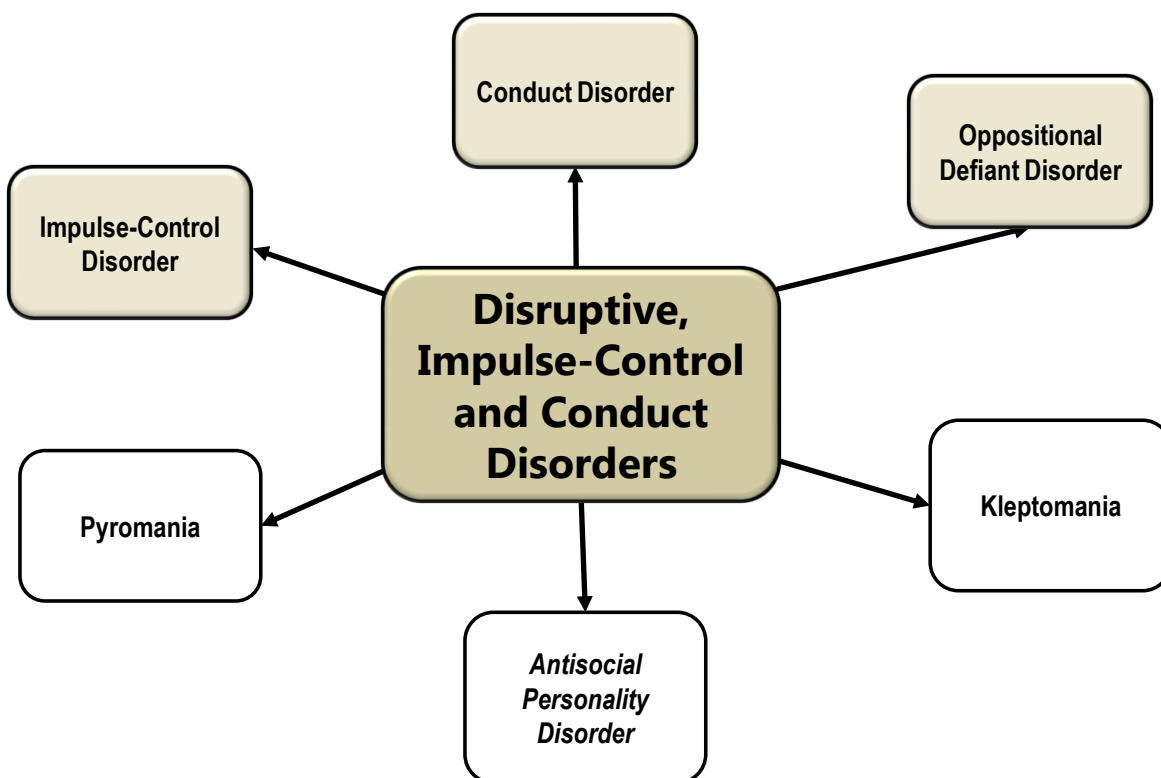 Conduct Disorder
Oppositional
Defiant Disorder
Impulse-Control
Disorder
Disruptive,
Impulse-Control
and Conduct
Disorders
Pyromania
Kleptomania
Antisocial
Personality
Disorder